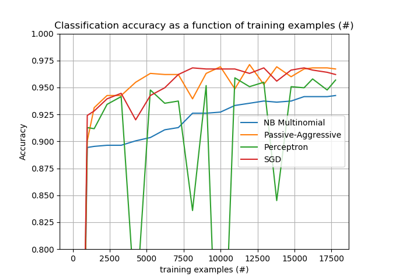 Classification accuracy as a function of training examples (#)
1.000
0.975
0.950
0.925
0.900
0.875
0.850
0.825
0.800
Accuracy
NB Multinomial
Passive-Aggressive
Perceptron
SGD
0 2500 5000 7500 10000 12500 15000 17500
training examples (#)